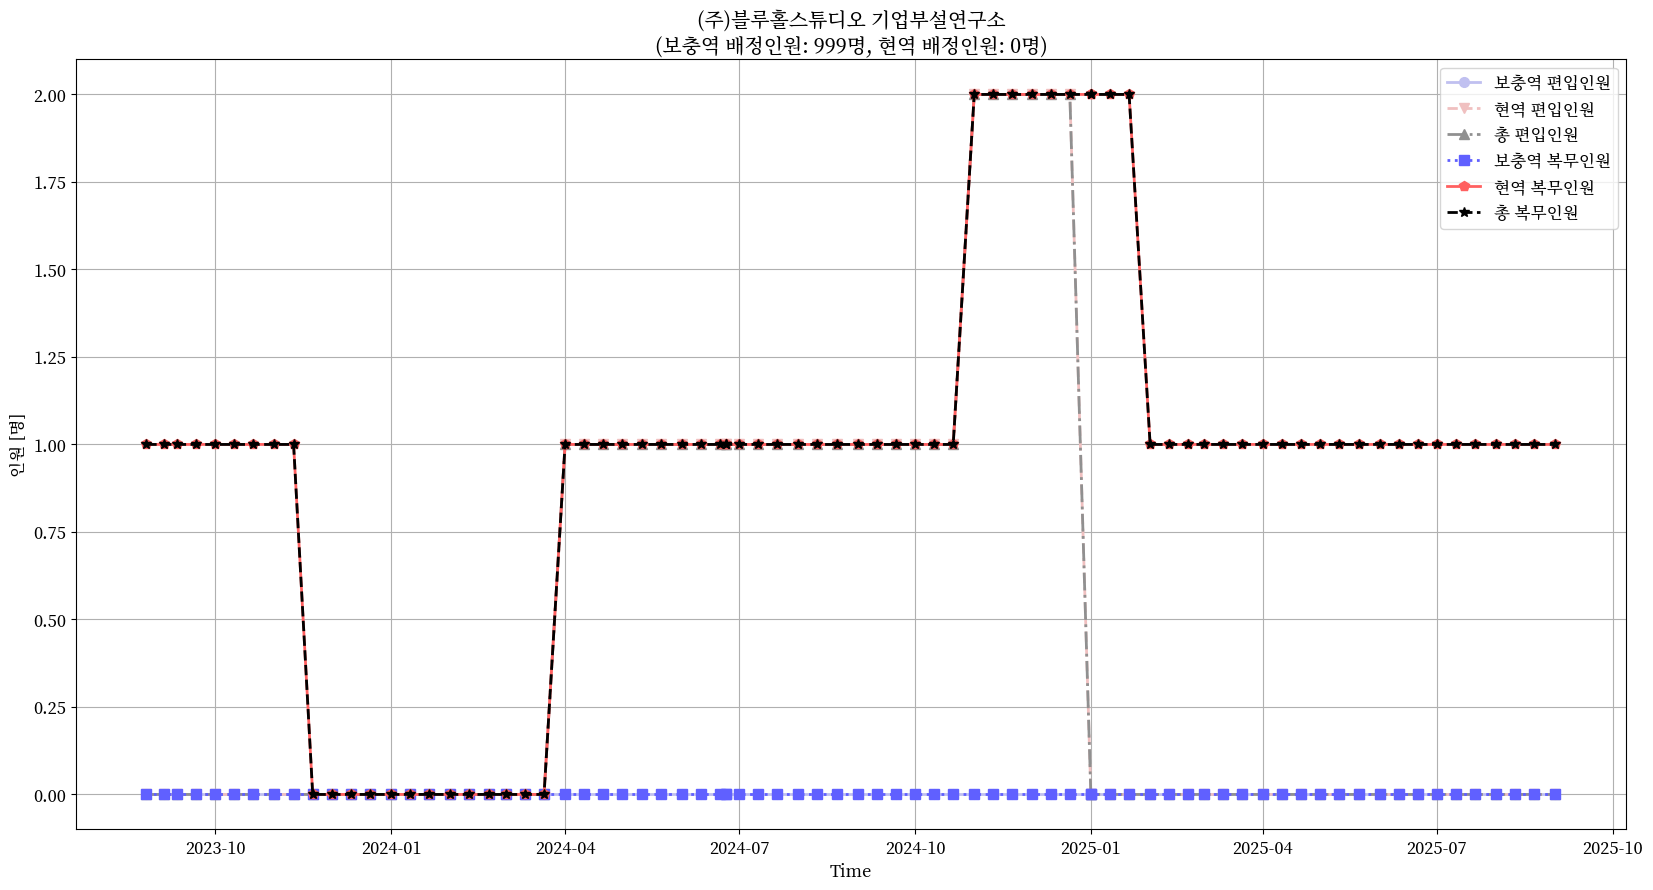 (주)블루홀스튜디오 기업부설연구소
(보충역 배정인원: 999명, 현역 배정인원: 0명)
보충역 편입인원
현역 편입인원
총 편입인원
보충역 복무인원
현역 복무인원
총 복무인원
인원 [명]
2.00
1.75
1.50
1.25
1.00
0.75
0.50
0.25
0.00
2023-10 2024-01 2024-04 2024-07 2024-10 2025-01 2025-04 2025-07 2025-10
Time